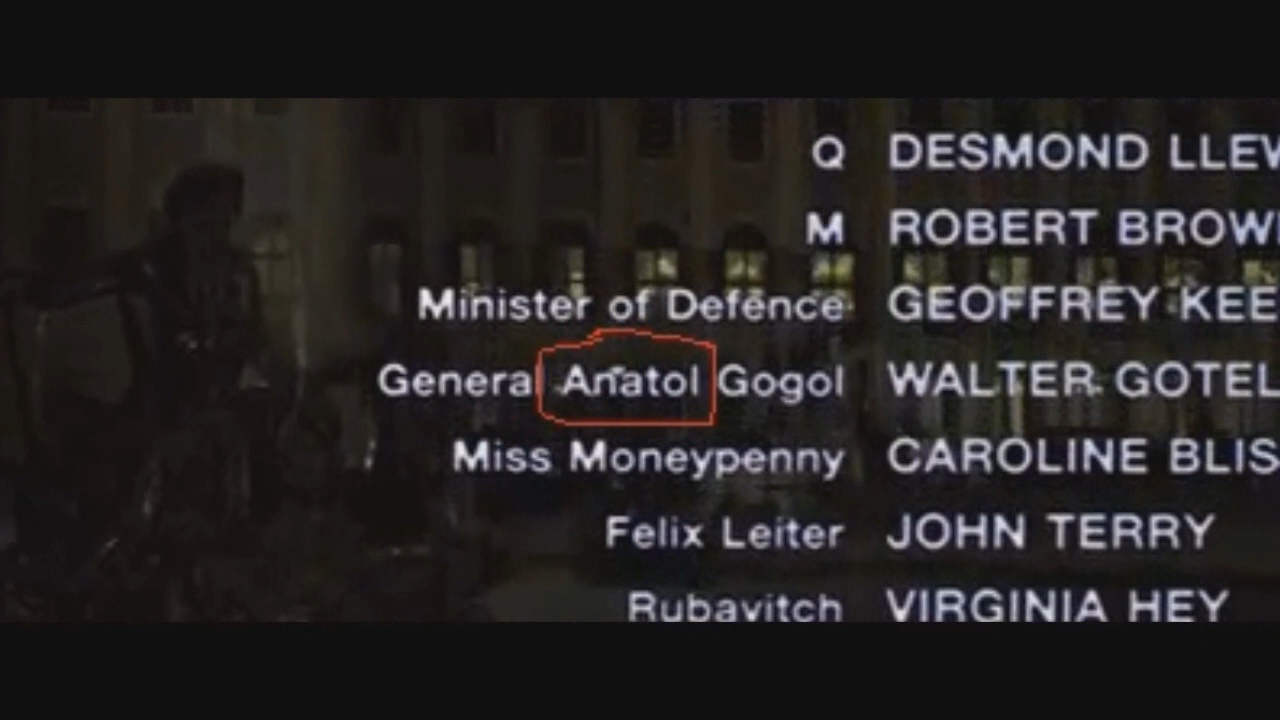 Q DESMOND LLEW
M ROBERT BROW
Minister of Defence GEOFFREY KEE
General Anatol Gogol WALTER GOTEL
Miss Moneypenny CAROLINE BLIS
Felix Leiter JOHN TERRY
Rubavitch VIRGINIA HEY